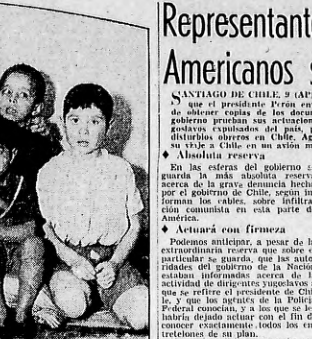 Representant
Americanos s
SANTIAGO DE CHILE, 9 (AP)
que el presidente Perón en
de obtener copias de los docu
gobierno prueban sus actuacion
goslavos expulsados del país, p
disturbios obreros en Chile. Ag
su viaje a Chile en un avión m
♦ Absoluta reserva
En las esferas del gobierno s
guarda la más absoluta reserv
acerca de la grave denuncia hech
por el gobierno de Chile, según in
forman los cables, sobre infiltra
ción comunista en esta parte d
América.
♦ Actuará con firmeza
Podemos anticipar, a pesar de la
extraordinaria reserva que sobre e
particular se guarda, que las auto
ridades del gobierno de la Nación
estaban informadas acerca de l
actividad de dirigentes yugoslavos a
que se refirre el presidente de Chi
le, y que los agentes de la Policía
Federal conocían, y a los que se le
habría dejado actuar con el fin d
conocer exactamente todos los en
tretelones de su plan.